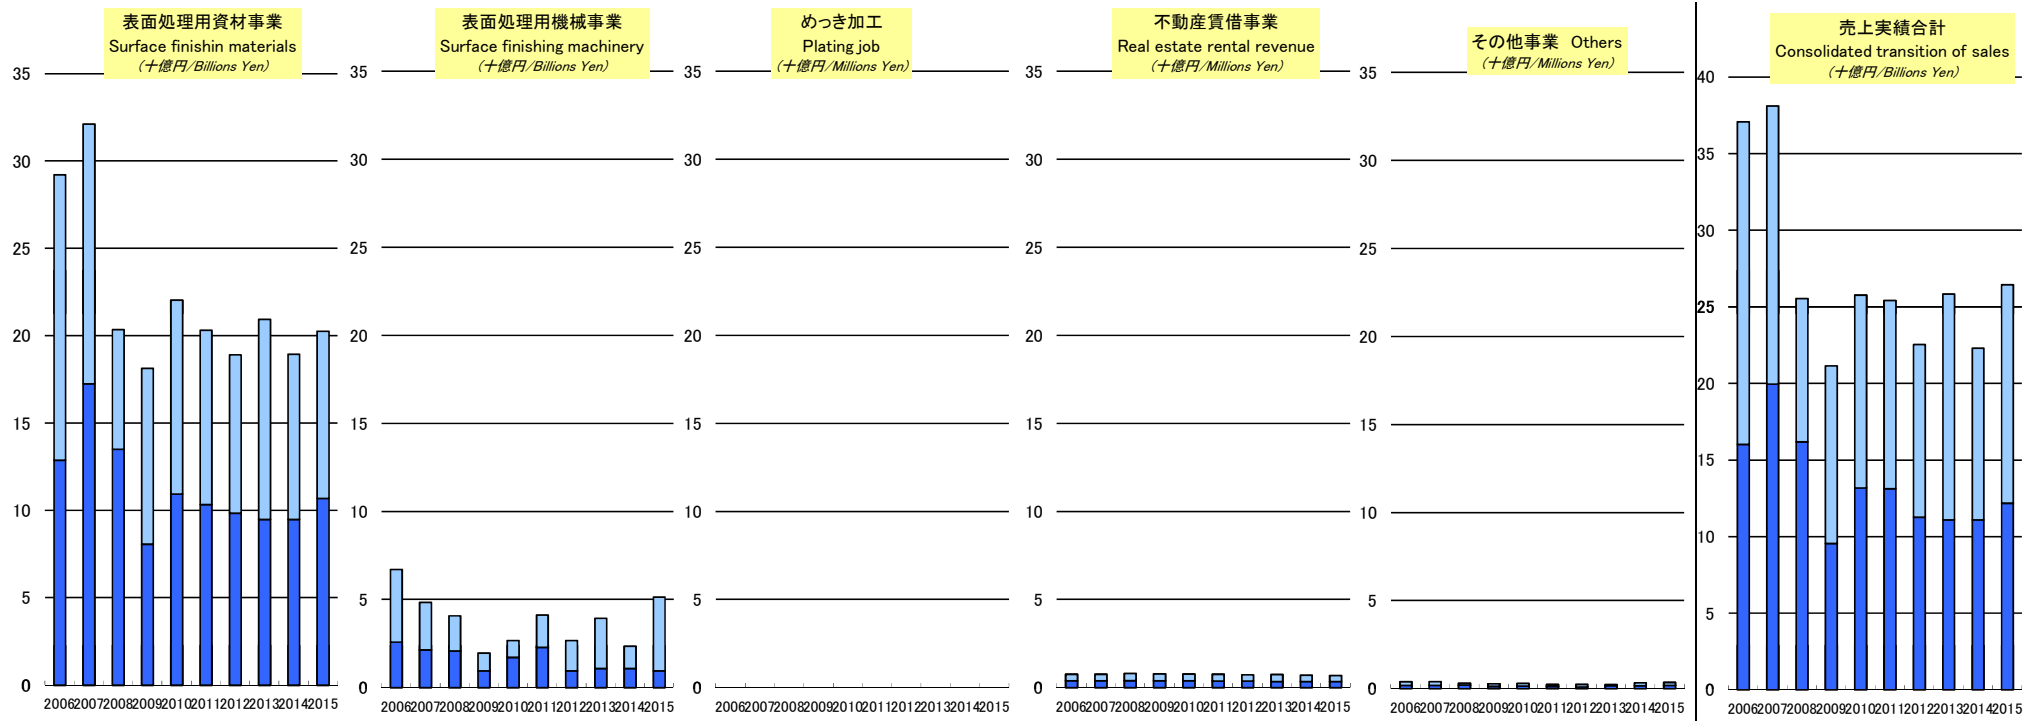 表面処理用資材事業
Surface finishin materials
(十億円/Billions Yen)
35
30
25
20
15
10
5
0
2006 2007 2008 2009 2010 2011 2012 2013 2014 2015
表面処理用機械事業
Surface finishing machinery
(十億円/Billions Yen)
35
30
25
20
15
10
5
0
2006 2007 2008 2009 2010 2011 2012 2013 2014 2015
めっき加工
Plating job
(十億円/Millions Yen)
35
30
25
20
15
10
5
0
2006 2007 2008 2009 2010 2011 2012 2013 2014 2015
不動産賃借事業
Real estate rental revenue
(十億円/Millions Yen)
35
30
25
20
15
10
5
0
2006 2007 2008 2009 2010 2011 2012 2013 2014 2015
その他事業 Others
(十億円/Millions Yen)
35
30
25
20
15
10
5
0
2006 2007 2008 2009 2010 2011 2012 2013 2014 2015
売上実績合計
Consolidated transition of sales
(十億円/Billions Yen)
40
35
30
25
20
15
10
5
0
2006 2007 2008 2009 2010 2011 2012 2013 2014 2015